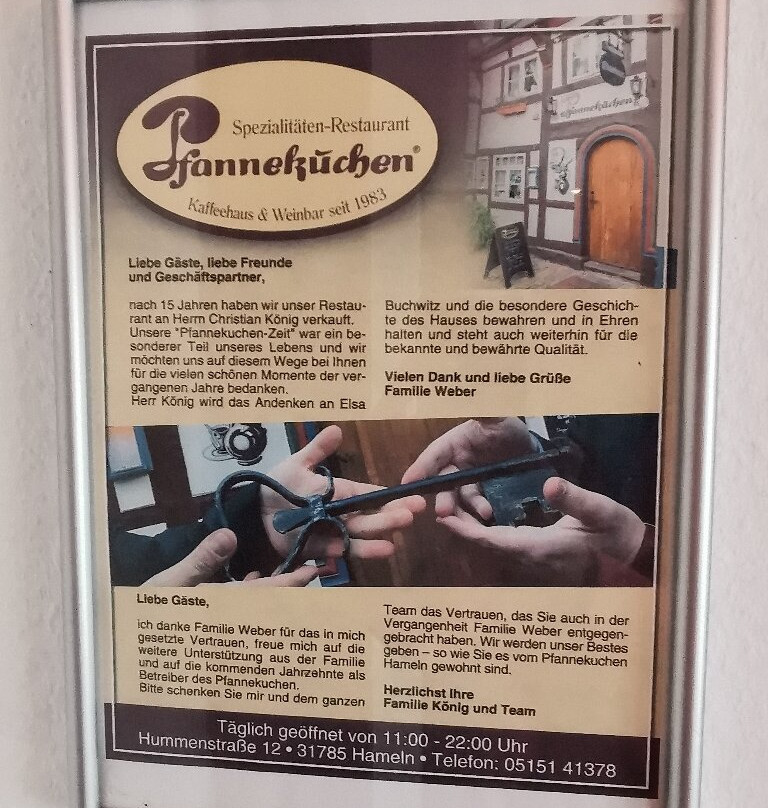 Spezialitäten-Restaurant
Pfannekuchen®
Kaffeehaus & Weinbar seit 1983
Pfannekuchen
Liebe Gäste, liebe Freunde
und Geschäftspartner,
nach 15 Jahren haben wir unser Restau-
rant an Herrn Christian König verkauft.
Unsere "Pfannekuchen-Zeit" war ein be-
sonderer Teil unseres Lebens und wir
möchten uns auf diesem Wege bei Ihnen
für die vielen schönen Momente der ver-
gangenen Jahre bedanken.
Herr König wird das Andenken an Elsa
Buchwitz und die besondere Geschich-
te des Hauses bewahren und in Ehren
halten und steht auch weiterhin für die
bekannte und bewährte Qualität.
Vielen Dank und liebe Grüße
Familie Weber
Liebe Gäste,
ich danke Familie Weber für das in mich
gesetzte Vertrauen, freue mich auf die
weitere Unterstützung aus der Familie
und auf die kommenden Jahrzehnte als
Betreiber des Pfannekuchen.
Bitte schenken Sie mir und dem ganzen
Team das Vertrauen, das Sie auch in der
Vergangenheit Familie Weber entgegen-
gebracht haben. Wir werden unser Bestes
geben – so wie Sie es vom Pfannekuchen
Hameln gewohnt sind.
Herzlichst Ihre
Familie König und Team
Täglich geöffnet von 11:00 - 22:00 Uhr
Hummenstraße 12 • 31785 Hameln • Telefon: 05151 41378